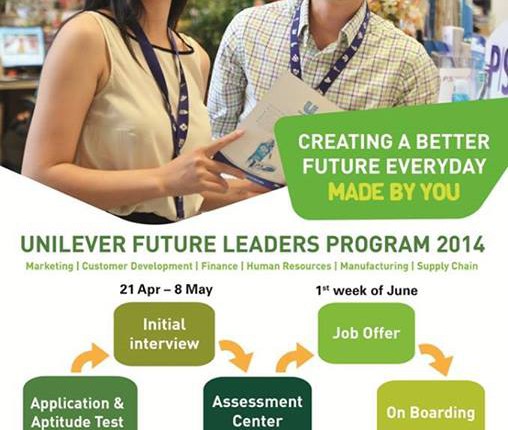 CREATING A BETTER
FUTURE EVERYDAY
MADE BY YOU
UNILEVER FUTURE LEADERS PROGRAM 2014
Marketing | Customer Development | Finance | Human Resources | Manufacturing | Supply Chain
21 Apr – 8 May
1st week of June
Initial
interview
Job Offer
Application &
Aptitude Test
Assessment
Center
On Boarding